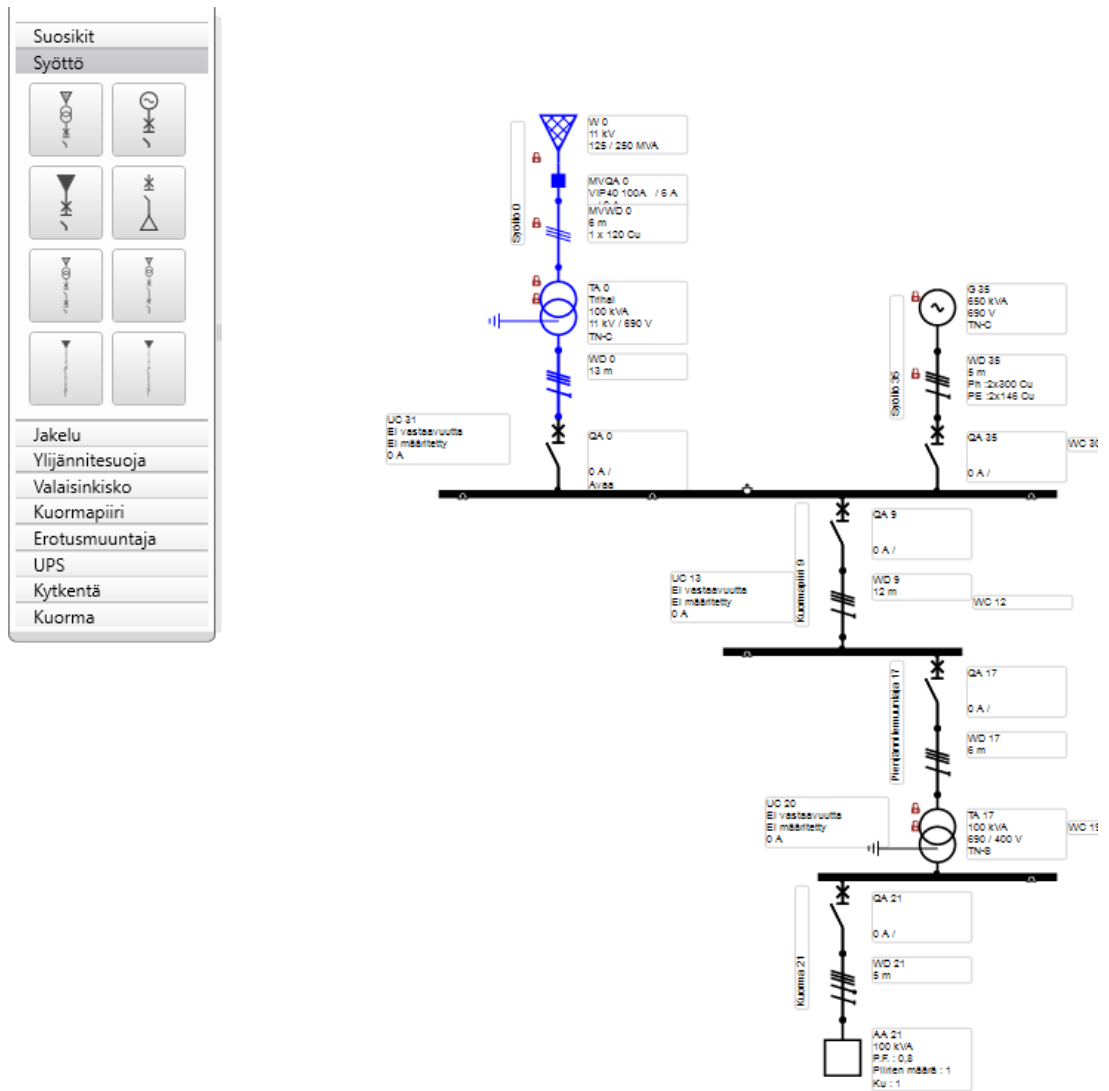 Suosikit
Syöttö
Jakelu
Ylijännitesuoja
Valaisinkisko
Kuormapiiri
Erotusmuuntaja
UPS
Kytkentä
Kuorma
Syöttö 0
W 0
11 kV
125 / 250 MVA
MVQA 0
VIP40 100A / 6 A
MVWD 0
6 m
1 x 120 Cu
TA 0
Trihal
100 kVA
11 kV / 690 V
TN-C
WD 0
13 m
UC 31
Ei vastaavuutta
Ei määritetty
0 A
QA 0
0 A /
Avaa
Syöttö 35
G 35
650 kVA
690 V
TN-C
WD 35
5 m
Ph :2x300 Cu
PE :2x146 Cu
QA 35
0 A /
WC 30
Kuormapiiri 9
QA 9
0 A /
UC 13
Ei vastaavuutta
Ei määritetty
0 A
WD 9
12 m
WC 12
Pienjännitemuuntaja 17
QA 17
0 A /
WD 17
6 m
UC 20
Ei vastaavuutta
Ei määritetty
0 A
TA 17
100 kVA
690 / 400 V
TN-S
WC 19
Kuorma 21
QA 21
0 A /
WD 21
5 m
AA 21
100 kVA
P.F. : 0,8
Piirien määrä : 1
Ku : 1